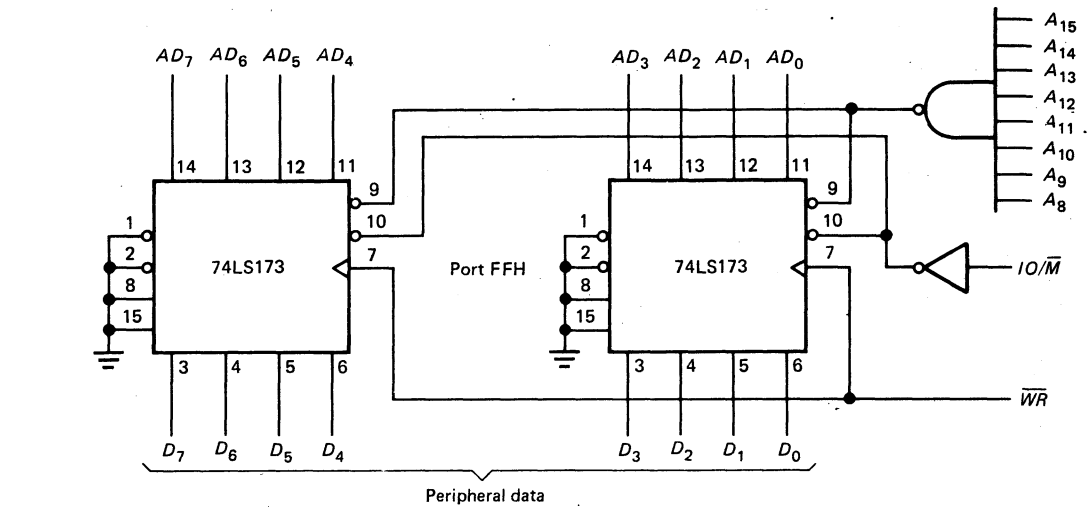 AD₇ AD₆ AD₅ AD₄ AD₃ AD₂ AD₁ AD₀
A₁₅
A₁₄
A₁₃
A₁₂
A₁₁
A₁₀
A₉
A₈
14 13 12 11 14 13 12 11
9 9
1 10 1 10
2 7 2 7
74LS173 Port FFH 74LS173 IO/M̅
8 8
15 15
3 4 5 6 3 4 5 6
W̅R̅
D₇ D₆ D₅ D₄ D₃ D₂ D₁ D₀
Peripheral data